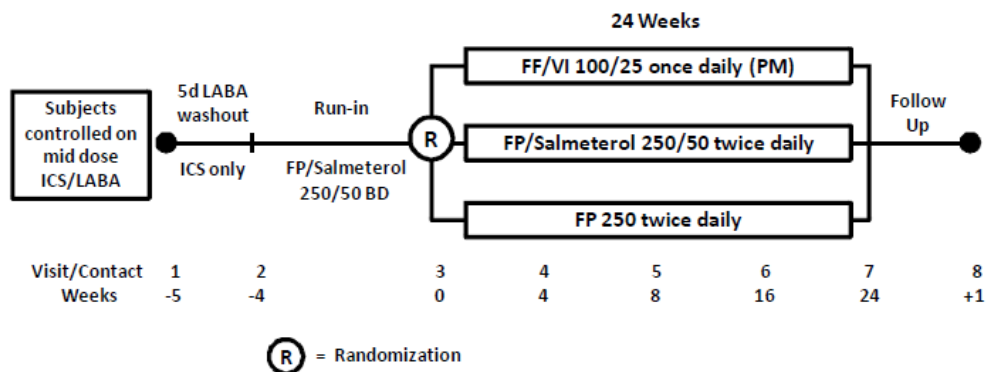 24 Weeks
FF/VI 100/25 once daily (PM)
Subjects
controlled on
mid dose
ICS/LABA
5d LABA
washout
ICS only
Run-in
FP/Salmeterol
250/50 BD
R
FP/Salmeterol 250/50 twice daily
Follow
Up
FP 250 twice daily
Visit/Contact 1 2 3 4 5 6 7 8
Weeks -5 -4 0 4 8 16 24 +1
R = Randomization